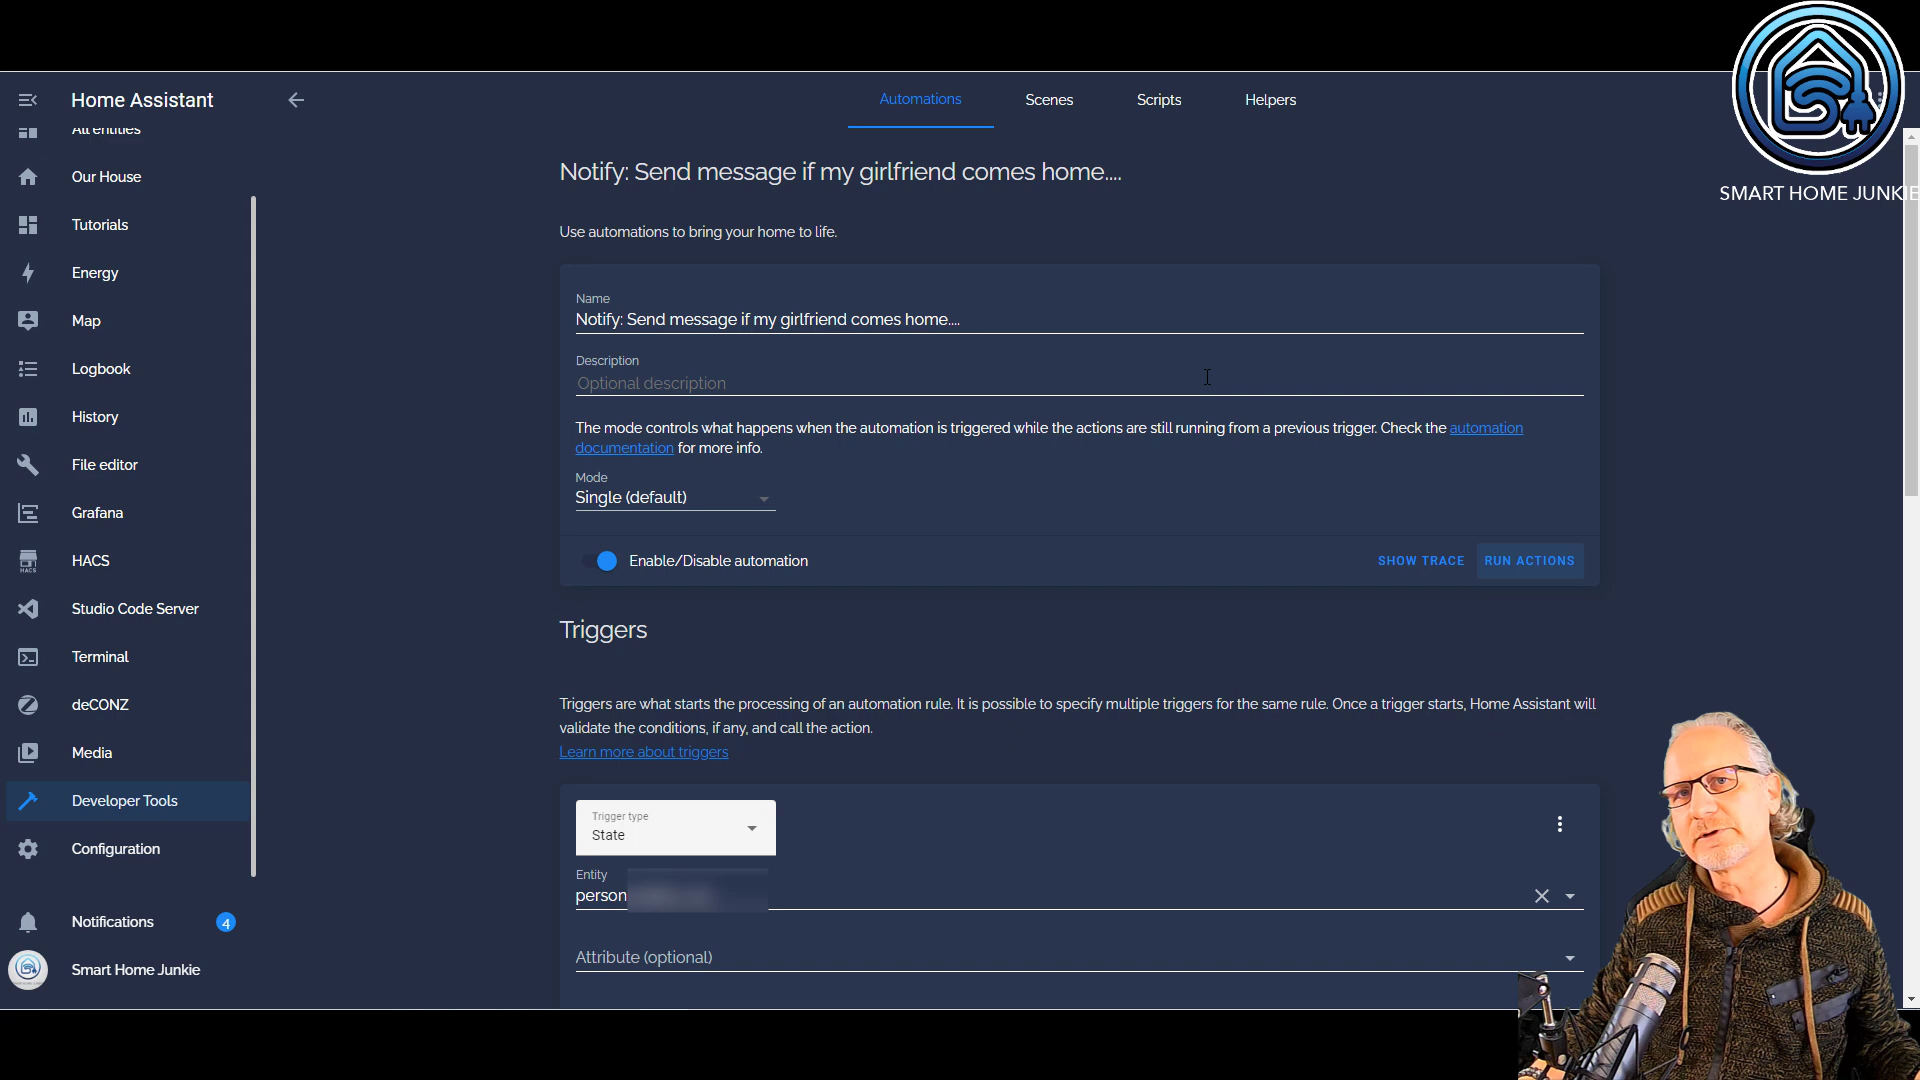 Home Assistant
Automations
Scenes
Scripts
Helpers
SMART HOME JUNKIE
All entities
Our House
Tutorials
Energy
Map
Logbook
History
File editor
Grafana
HACS
HACS
Studio Code Server
Terminal
deCONZ
Media
Developer Tools
Configuration
Notifications
4
Smart Home Junkie
Notify: Send message if my girlfriend comes home....
Use automations to bring your home to life.
Name
Notify: Send message if my girlfriend comes home....
Description
Optional description
The mode controls what happens when the automation is triggered while the actions are still running from a previous trigger. Check the automation
documentation for more info.
Mode
Single (default)
Enable/Disable automation
SHOW TRACE
RUN ACTIONS
Triggers
Triggers are what starts the processing of an automation rule. It is possible to specify multiple triggers for the same rule. Once a trigger starts, Home Assistant will
validate the conditions, if any, and call the action.
Learn more about triggers
Trigger type
State
Entity
person
Attribute (optional)